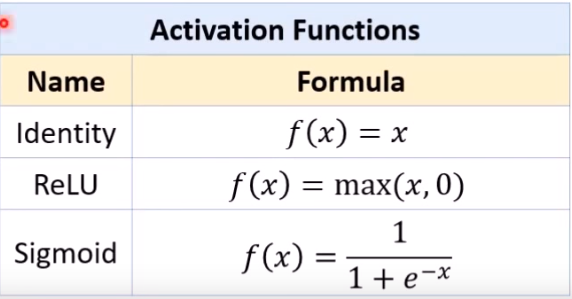 Activation Functions
Name Formula
Identity f(x) = x
ReLU f(x) = max(x, 0)
Sigmoid f(x) = 1 / (1 + e^{-x})